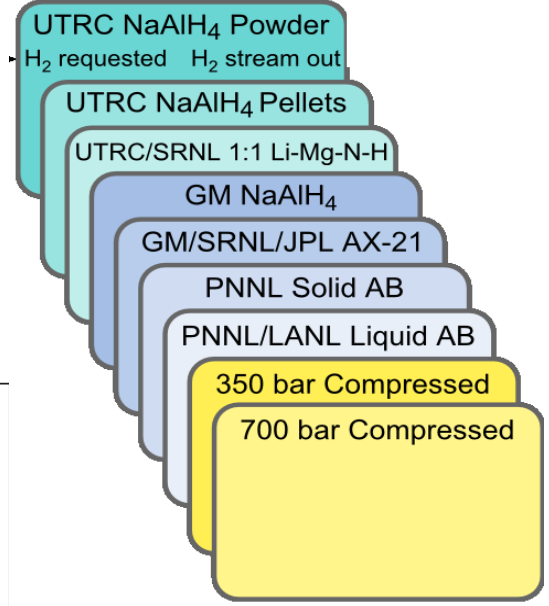 UTRC NaAlH₄ Powder
H₂ requested H₂ stream out
UTRC NaAlH₄ Pellets
UTRC/SRNL 1:1 Li-Mg-N-H
GM NaAlH₄
GM/SRNL/JPL AX-21
PNNL Solid AB
PNNL/LANL Liquid AB
350 bar Compressed
700 bar Compressed